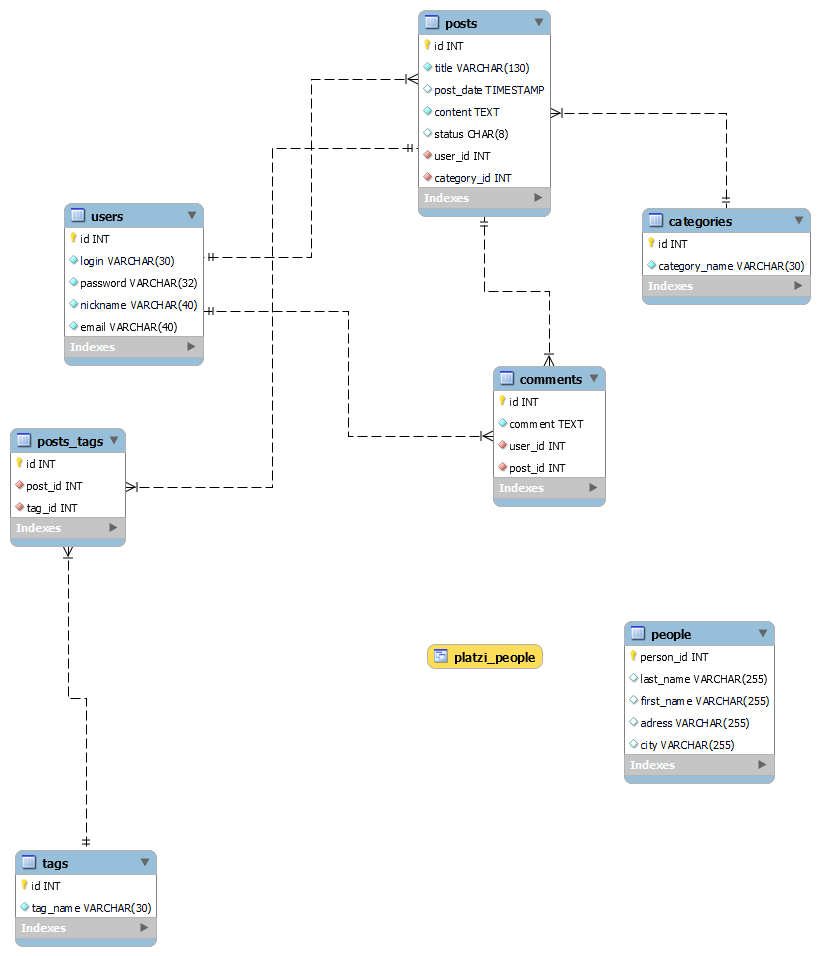 posts
id INT
title VARCHAR(130)
post_date TIMESTAMP
content TEXT
status CHAR(8)
user_id INT
category_id INT
Indexes
users
id INT
login VARCHAR(30)
password VARCHAR(32)
nickname VARCHAR(40)
email VARCHAR(40)
Indexes
categories
id INT
category_name VARCHAR(30)
Indexes
comments
id INT
comment TEXT
user_id INT
post_id INT
Indexes
posts_tags
id INT
post_id INT
tag_id INT
Indexes
platzi_people
people
person_id INT
last_name VARCHAR(255)
first_name VARCHAR(255)
adress VARCHAR(255)
city VARCHAR(255)
Indexes
tags
id INT
tag_name VARCHAR(30)
Indexes